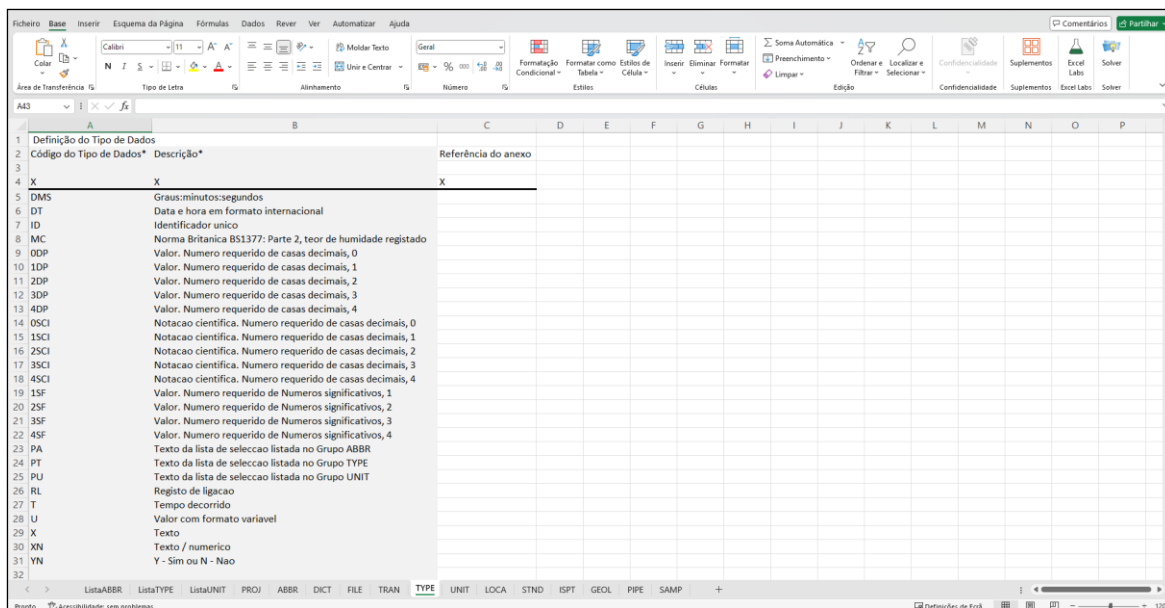 Ficheiro Base Inserir Esquema da Página Fórmulas Dados Rever Ver Automatizar Ajuda Comentários Partilhar
Colar
Calibri 11
N I S
Moldar Texto
Unir e Centrar
Geral
Formatação Condicional
Formatar como Tabela
Estilos de Célula
Inserir Eliminar Formatar
Soma Automática
Preenchimento
Limpar
Ordenar e Filtrar
Localizar e Selecionar
Confidencialidade
Suplementos
Excel Labs
Solver
Área de Transferência Tipo de Letra Alinhamento Número Estilos Células Edição Confidencialidade Suplementos Excel Labs Solver
A43 fx
A B C D E F G H I J K L M N O P
1 Definição do Tipo de Dados
2 Código do Tipo de Dados* Descrição* Referência do anexo
3
4 X X X
5 DMS Graus:minutos:segundos
6 DT Data e hora em formato internacional
7 ID Identificador unico
8 MC Norma Britanica BS1377: Parte 2, teor de humidade registado
9 0DP Valor. Numero requerido de casas decimais, 0
10 1DP Valor. Numero requerido de casas decimais, 1
11 2DP Valor. Numero requerido de casas decimais, 2
12 3DP Valor. Numero requerido de casas decimais, 3
13 4DP Valor. Numero requerido de casas decimais, 4
14 0SCI Notacao cientifica. Numero requerido de casas decimais, 0
15 1SCI Notacao cientifica. Numero requerido de casas decimais, 1
16 2SCI Notacao cientifica. Numero requerido de casas decimais, 2
17 3SCI Notacao cientifica. Numero requerido de casas decimais, 3
18 4SCI Notacao cientifica. Numero requerido de casas decimais, 4
19 1SF Valor. Numero requerido de Numeros significativos, 1
20 2SF Valor. Numero requerido de Numeros significativos, 2
21 3SF Valor. Numero requerido de Numeros significativos, 3
22 4SF Valor. Numero requerido de Numeros significativos, 4
23 PA Texto da lista de seleccao listada no Grupo ABBR
24 PT Texto da lista de seleccao listada no Grupo TYPE
25 PU Texto da lista de seleccao listada no Grupo UNIT
26 RL Registo de ligacao
27 T Tempo decorrido
28 U Valor com formato variavel
29 X Texto
30 XN Texto / numerico
31 YN Y - Sim ou N - Nao
32
ListaABBR ListaTYPE ListaUNIT PROJ ABBR DICT FILE TRAN TYPE UNIT LOCA STND ISPT GEOL PIPE SAMP +
Pronto Acessibilidade: sem problemas Definições de Ecrã